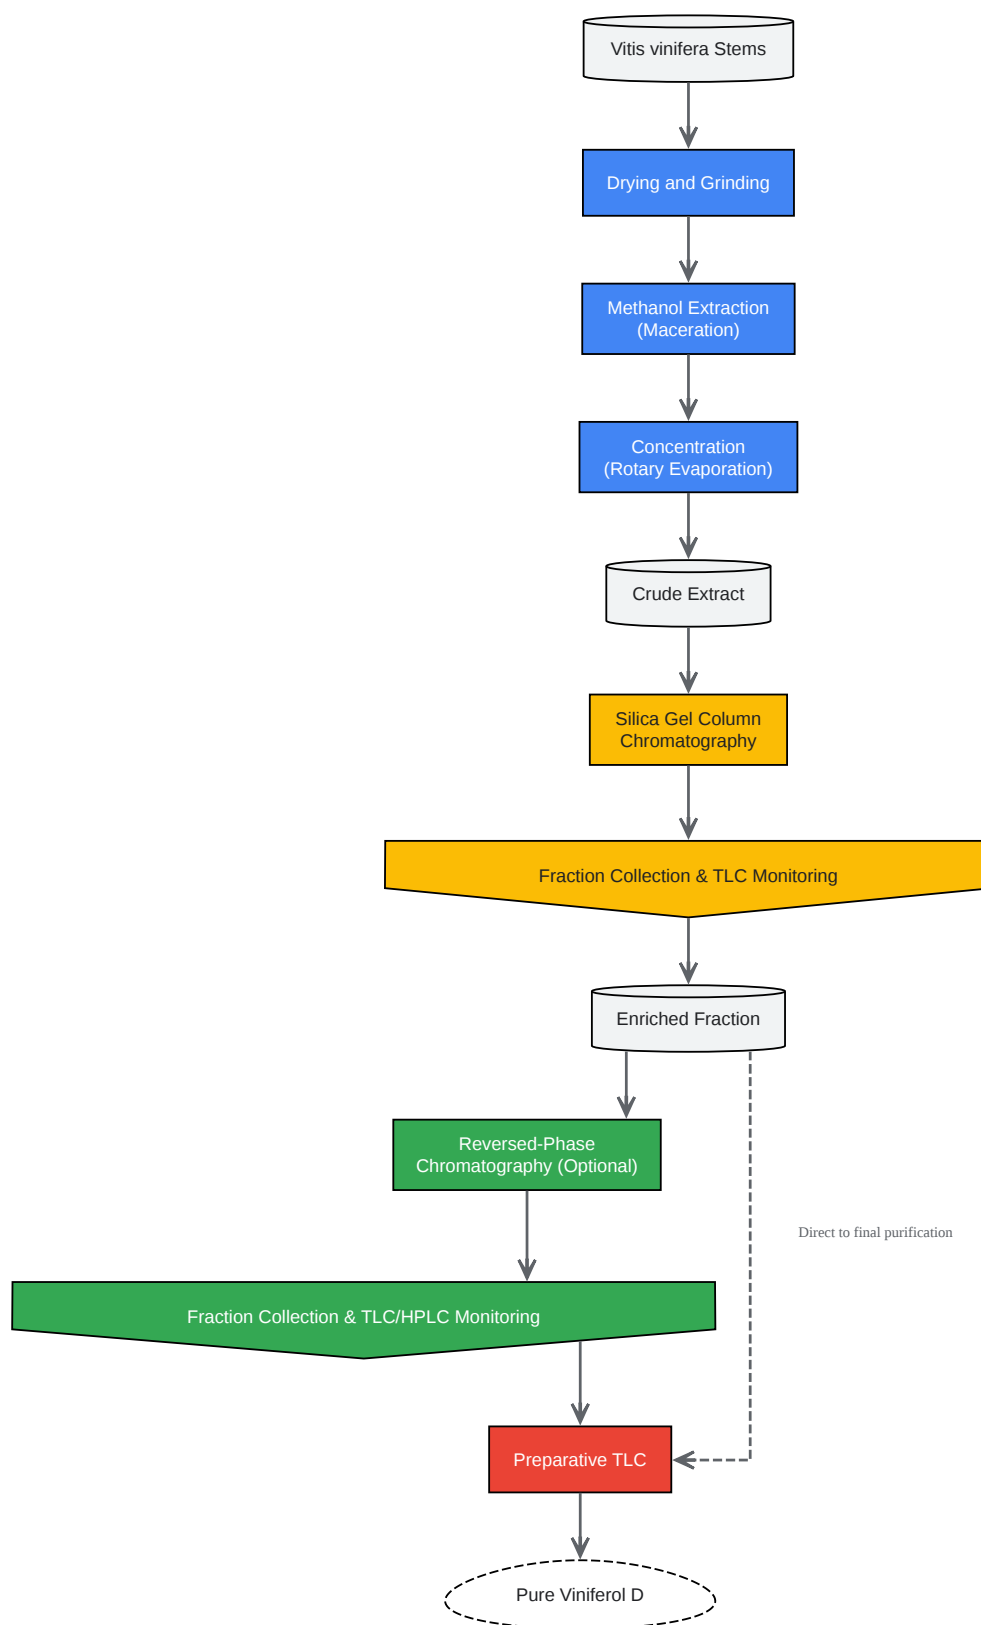 Vitis vinifera Stems
Drying and Grinding
Methanol Extraction
(Maceration)
Concentration
(Rotary Evaporation)
Crude Extract
Silica Gel Column
Chromatography
Fraction Collection & TLC Monitoring
Enriched Fraction
Reversed-Phase
Chromatography (Optional)
Direct to final purification
Fraction Collection & TLC/HPLC Monitoring
Preparative TLC
Pure Viniferol D